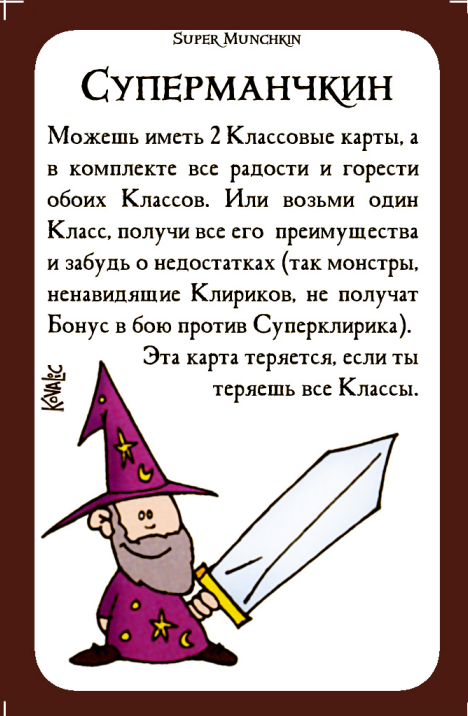 Super Munchkin
Суперманчкин
Можешь иметь 2 Классовые карты, а
в комплекте все радости и горести
обоих Классов. Или возьми один
Класс, получи все его преимущества
и забудь о недостатках (так монстры,
ненавидящие Клириков, не получат
Бонус в бою против Суперклирика).
Эта карта теряется, если ты
теряешь все Классы.
Kovalic